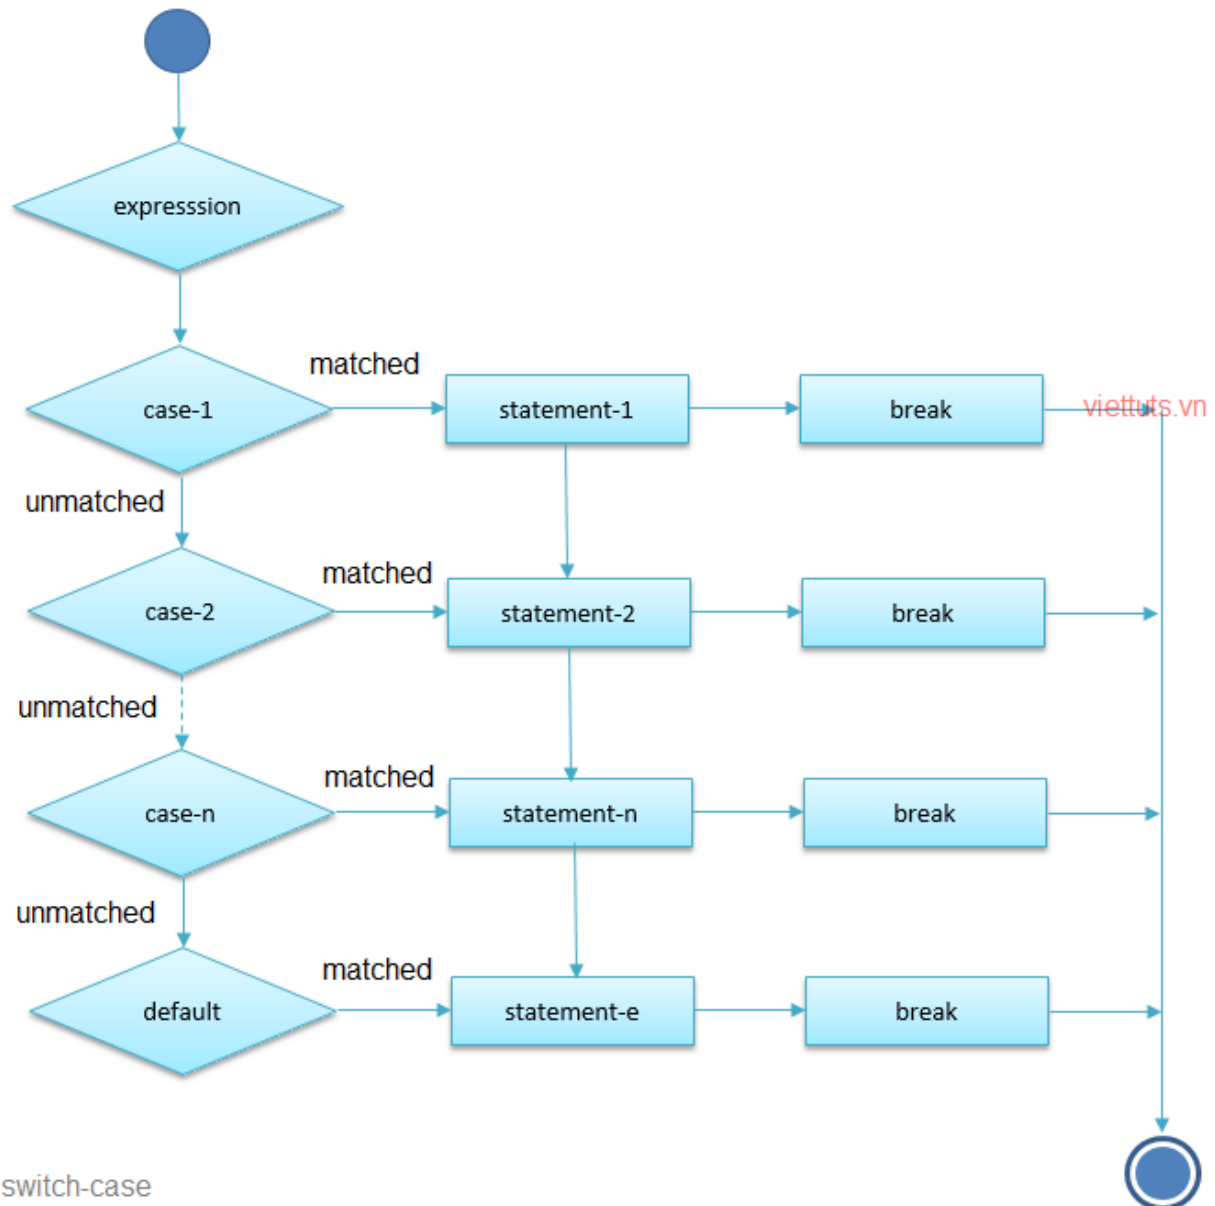 expresssion
matched
case-1
statement-1
break
viettuts.vn
unmatched
matched
case-2
statement-2
break
unmatched
matched
case-n
statement-n
break
unmatched
matched
default
statement-e
break
switch-case